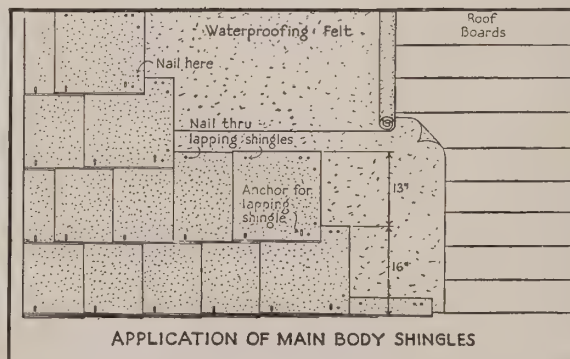 Waterproofing Felt
Roof
Boards
Nail here
Nail thru
lapping shingles
Anchor for
lapping
shingle
13"
16"
APPLICATION OF MAIN BODY SHINGLES